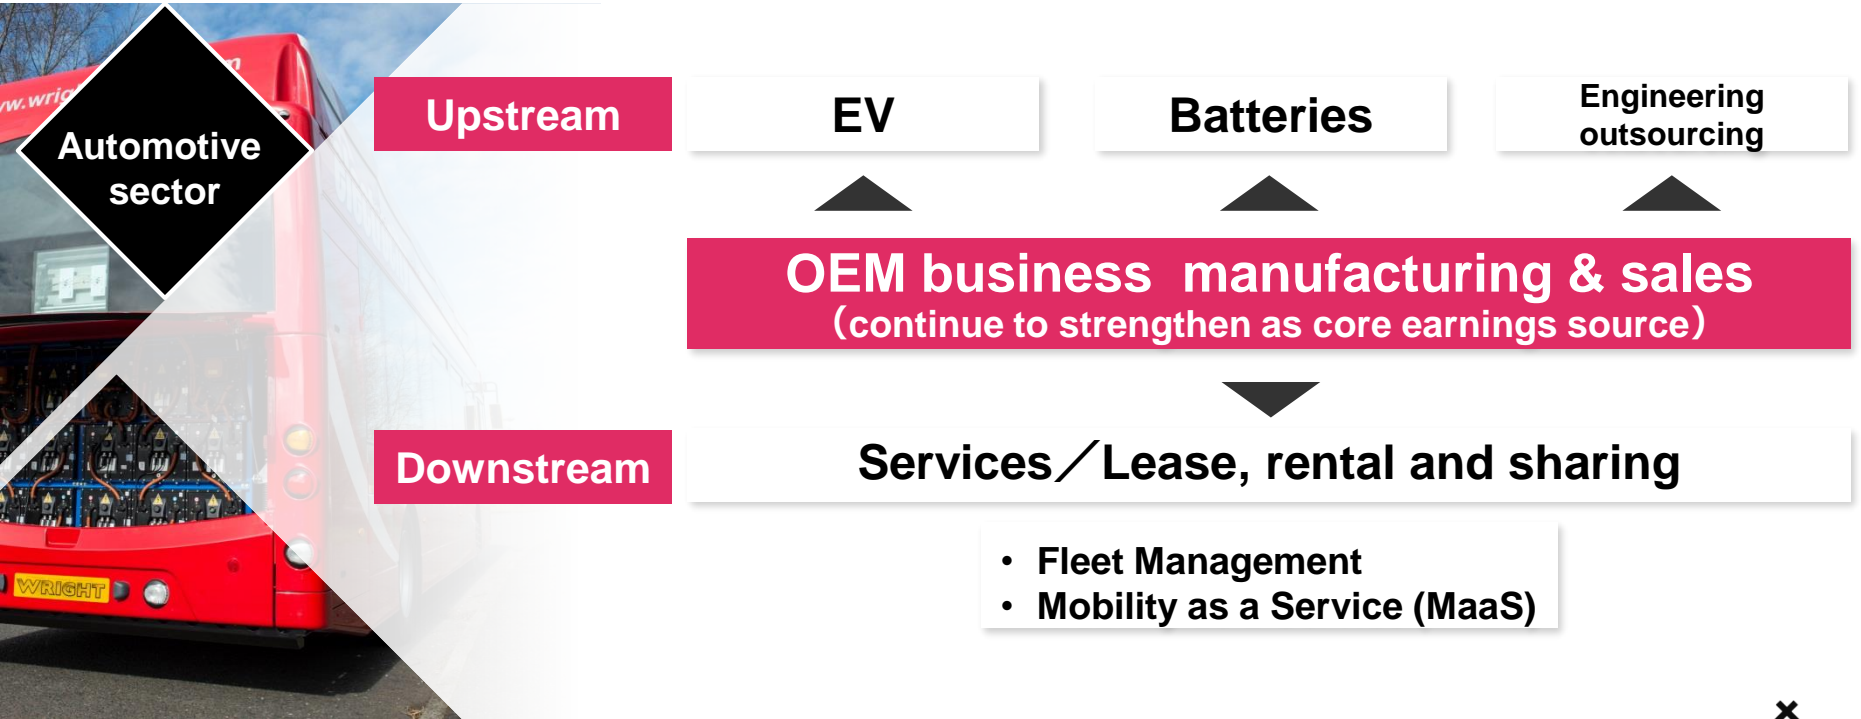 Automotive
sector
Upstream
EV
Batteries
Engineering
outsourcing
OEM business manufacturing & sales
（continue to strengthen as core earnings source）
Downstream
Services／Lease, rental and sharing
• Fleet Management
• Mobility as a Service (MaaS)
WRIGHT